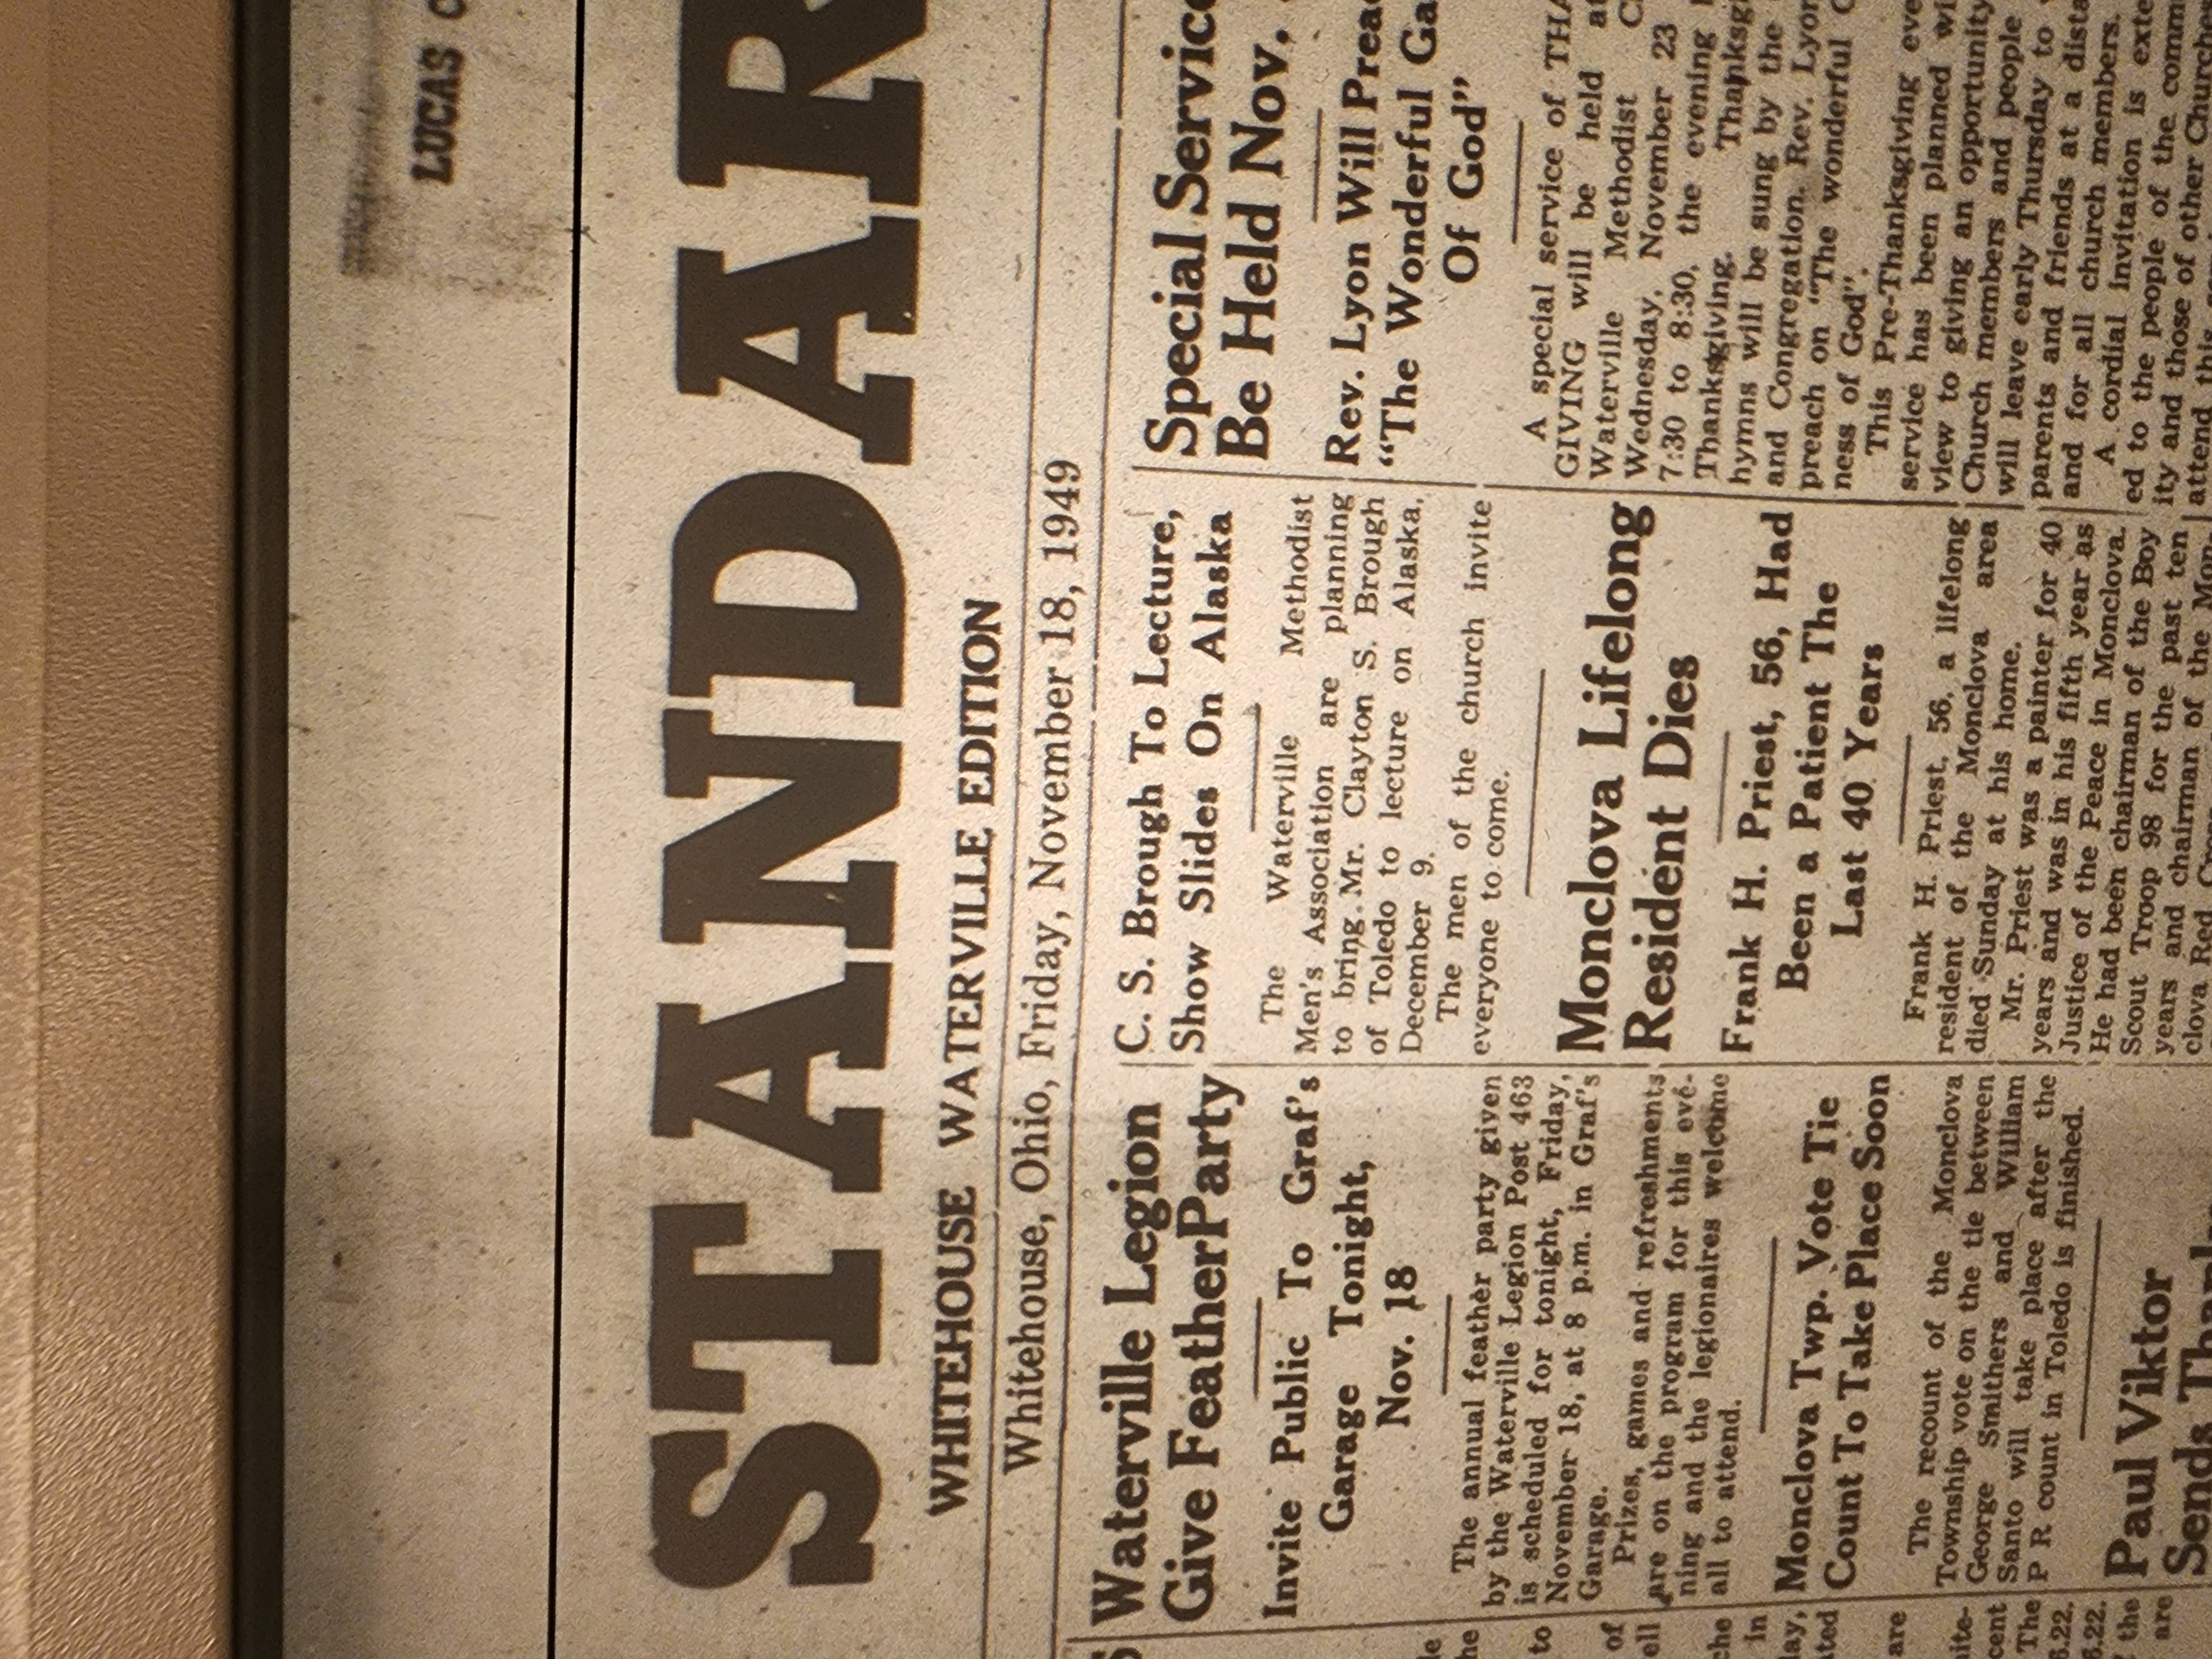 LUCAS
STANDAR
WHITEHOUSE WATERVILLE EDITION
Whitehouse, Ohio, Friday, November 18, 1949
Waterville Legion
Give FeatherParty
Invite Public To Graf's
Garage Tonight,
Nov. 18
The annual feather party given
by the Waterville Legion Post 463
is scheduled for tonight, Friday,
November 18, at 8 p.m. in Graf's
Garage.
Prizes, games and refreshments
are on the program for this eve-
ning and the legionaires welcome
all to attend.
Monclova Twp. Vote Tie
Count To Take Place Soon
The recount of the Monclova
Township vote on the tie between
George Smithers and William
Santo will take place after the
P R count in Toledo is finished.
Paul Viktor
Sends
C. S. Brough To Lecture,
Show Slides On Alaska
The Waterville Methodist
Men's Association are planning
to bring Mr. Clayton S. Brough
of Toledo to lecture on Alaska,
December 9.
The men of the church invite
everyone to come.
Monclova Lifelong
Resident Dies
Frank H. Priest, 56, Had
Been a Patient The
Last 40 Years
Frank H. Priest, 56, a lifelong
resident of the Monclova area
died Sunday at his home.
Mr. Priest was a painter for 40
years and was in his fifth year as
Justice of the Peace in Monclova.
He had been chairman of the Boy
Scout Troop 98 for the past ten
years and chairman of the Mon-
clova Red
Special Service
Be Held Nov.
Rev. Lyon Will Preac
"The Wonderful Ga
Of God"
A special service of THA
GIVING will be held at
Waterville Methodist C
Wednesday, November 23
7:30 to 8:30, the evening
Thanksgiving. Thanksgi
hymns will be sung by the
and Congregation. Rev. Lyon
preach on "The wonderful
ness of God".
This Pre-Thanksgiving eve
service has been planned wi
view to giving an opportunity
Church members and people
will leave early Thursday to
parents and friends at a dista
and for all church members.
A cordial invitation is exte
ed to the people of the comm
ity and those of other Churche
attend this